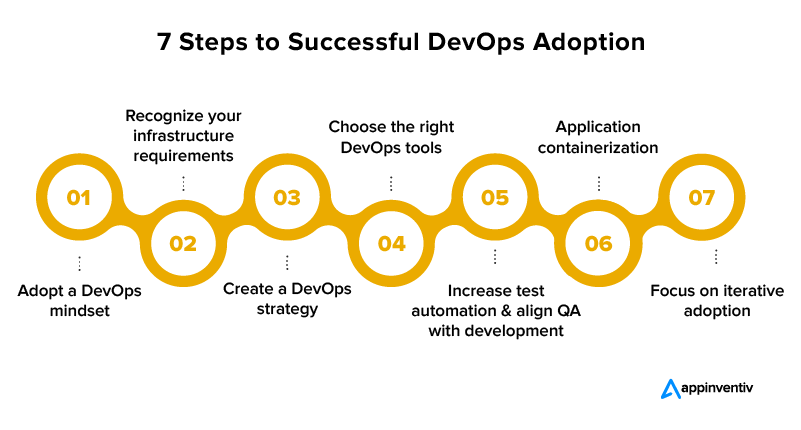 7 Steps to Successful DevOps Adoption
01
Adopt a DevOps
mindset
Recognize your
infrastructure
requirements
02
03
Create a DevOps
strategy
Choose the right
DevOps tools
04
05
Increase test
automation & align QA
with development
Application
containerization
06
07
Focus on iterative
adoption
appinventiv